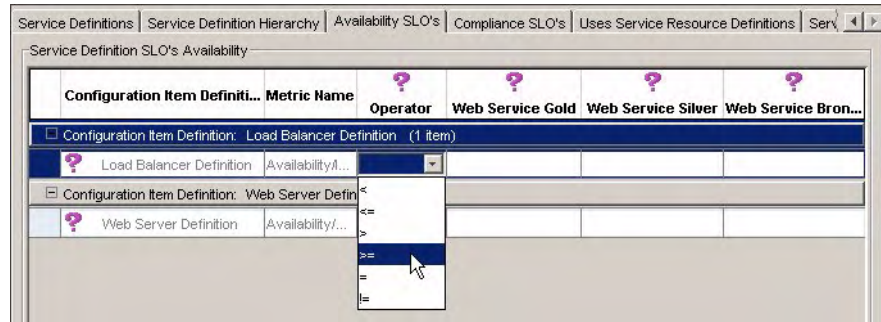 Service Definitions Service Definition Hierarchy Availability SLO's Compliance SLO's Uses Service Resource Definitions Serv
Service Definition SLO's Availability
Configuration Item Definiti... Metric Name Operator Web Service Gold Web Service Silver Web Service Bron...
Configuration Item Definition: Load Balancer Definition (1 item)
Load Balancer Definition Availability/I...
Configuration Item Definition: Web Server Defin
<
<=
Web Server Definition Availability/...
>
>=
=
!=